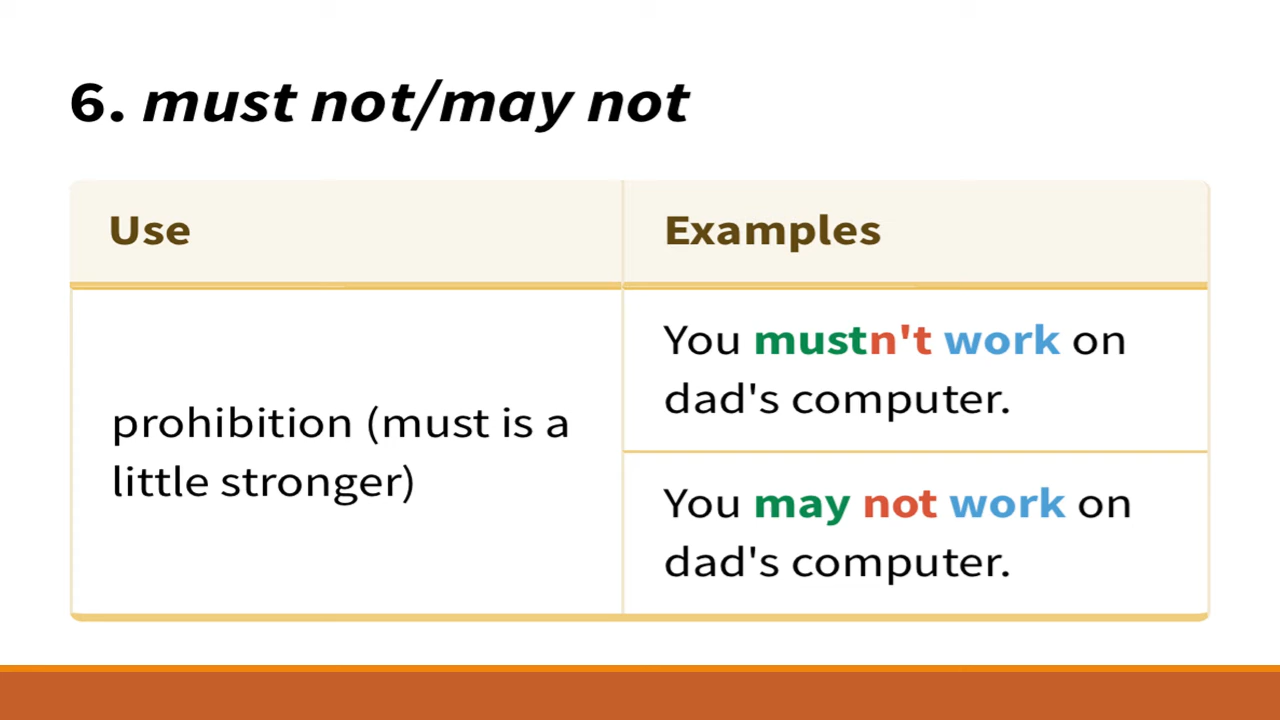 6. must not/may not
Use
Examples
prohibition (must is a
little stronger)
You mustn't work on
dad's computer.
You may not work on
dad's computer.